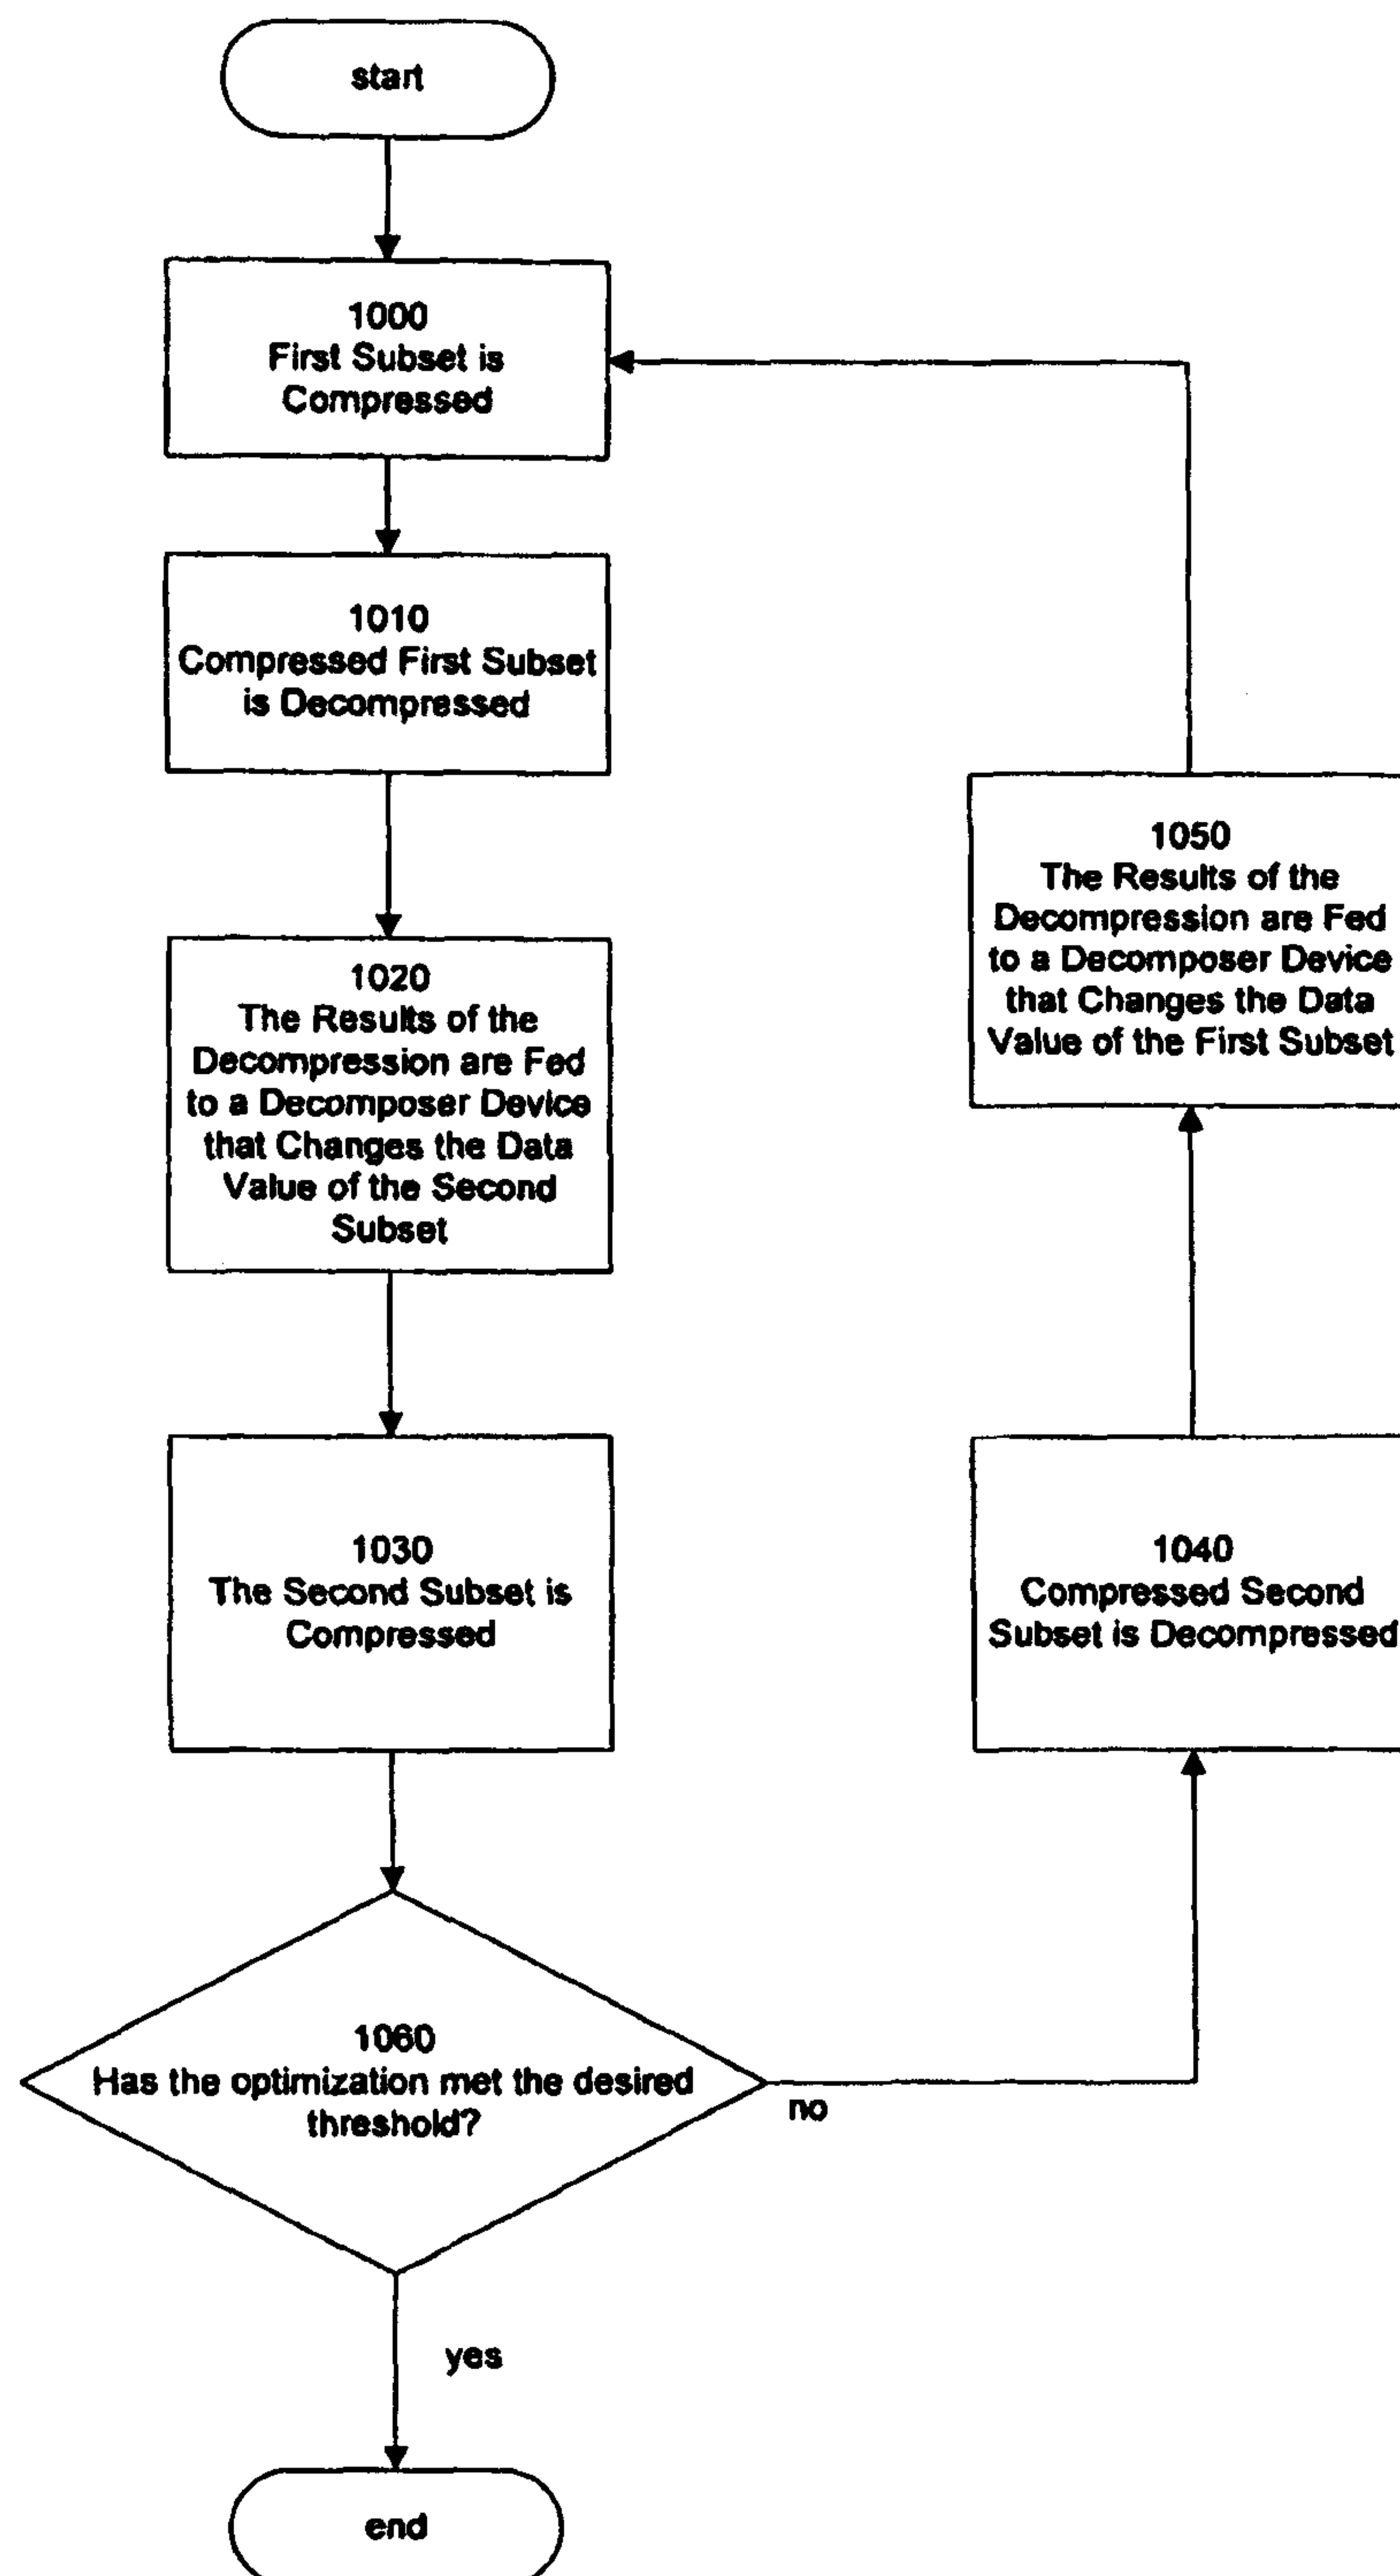 start
1000
First Subset is
Compressed
1010
Compressed First Subset
is Decompressed
1020
The Results of the
Decompression are Fed
to a Decomposer Device
that Changes the Data
Value of the Second
Subset
1030
The Second Subset is
Compressed
1060
Has the optimization met the desired
threshold?
no
yes
end
1040
Compressed Second
Subset is Decompressed
1050
The Results of the
Decompression are Fed
to a Decomposer Device
that Changes the Data
Value of the First Subset